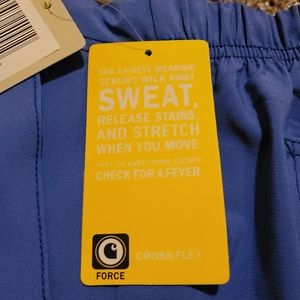 OUR EASIEST WEARING
SCRUBS WICK AWAY
SWEAT,
RELEASE STAINS,
AND STRETCH
WHEN YOU MOVE
THEY DO EVERYTHING EXCEPT
CHECK FOR A FEVER
FORCE
CROSS-FLEX